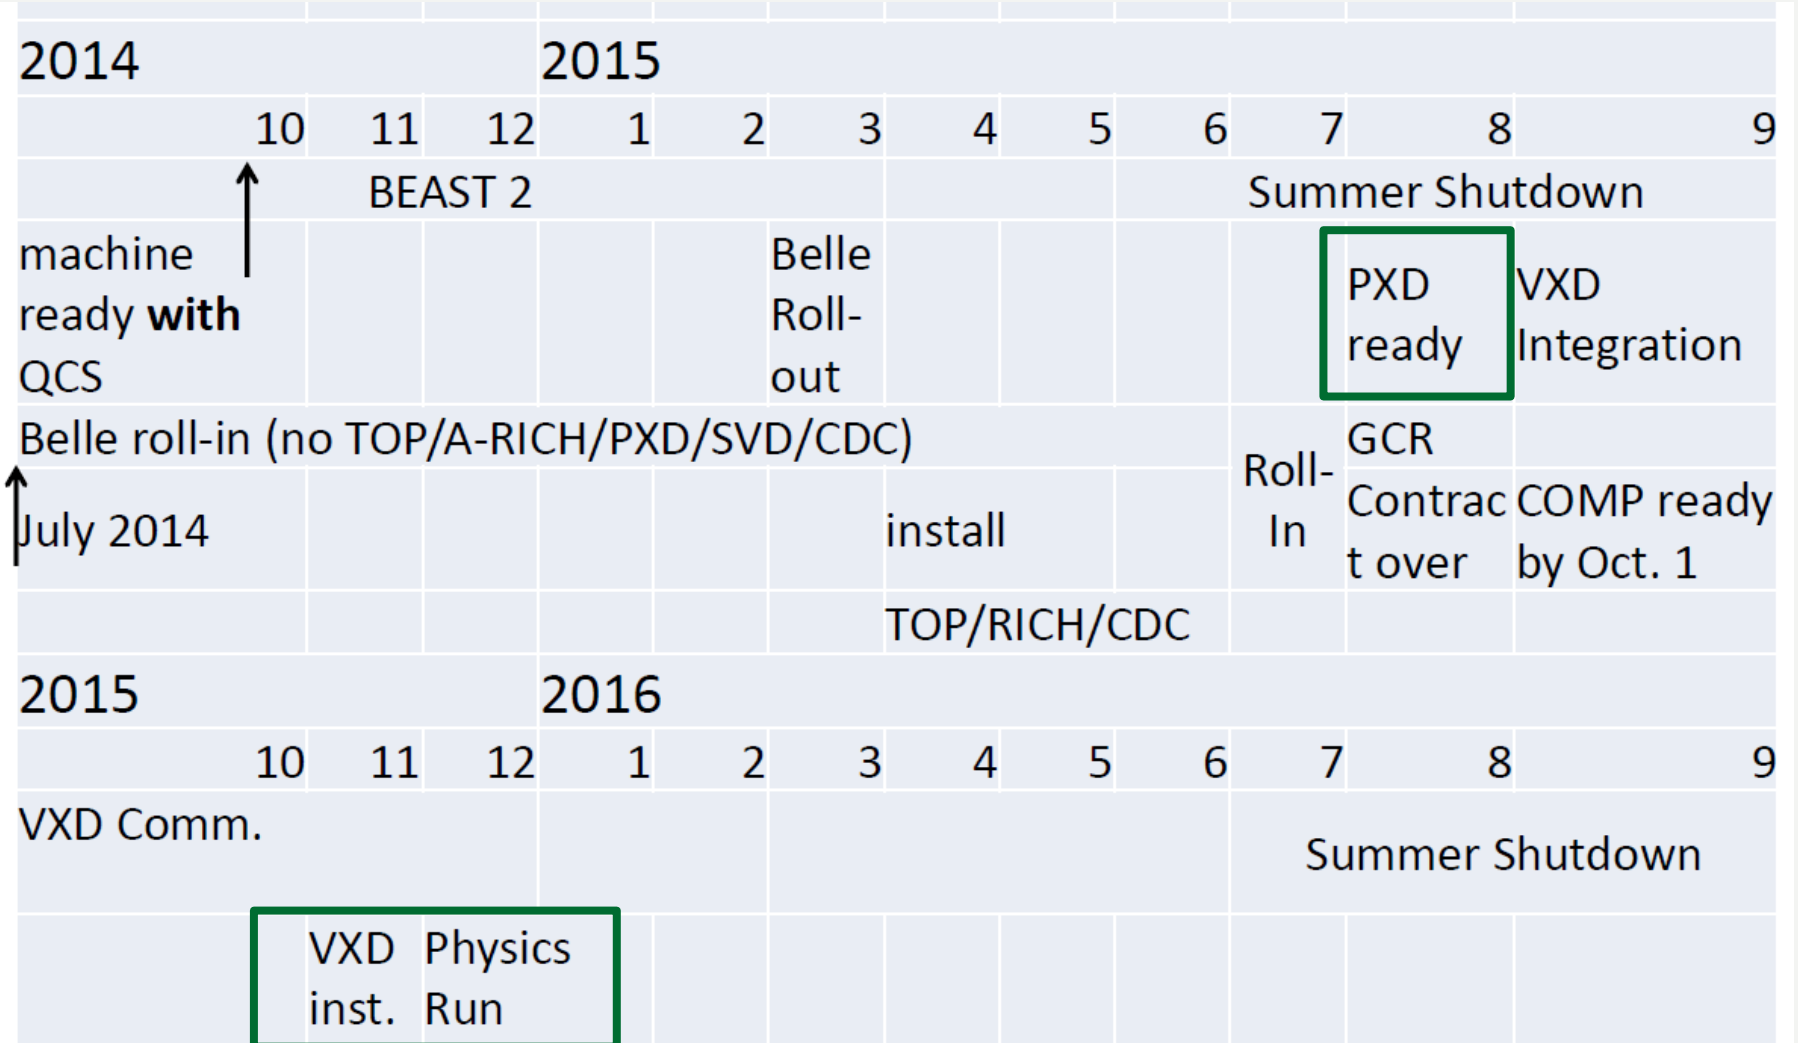 2014 2015
10 11 12 1 2 3 4 5 6 7 8 9
BEAST 2 Summer Shutdown
machine
ready with
QCS
Belle
Roll-
out
PXD
ready
VXD
Integration
Belle roll-in (no TOP/A-RICH/PXD/SVD/CDC)
July 2014
install
Roll-
In
GCR
Contrac
t over
COMP ready
by Oct. 1
TOP/RICH/CDC
2015 2016
10 11 12 1 2 3 4 5 6 7 8 9
VXD Comm.
Summer Shutdown
VXD
inst.
Physics
Run